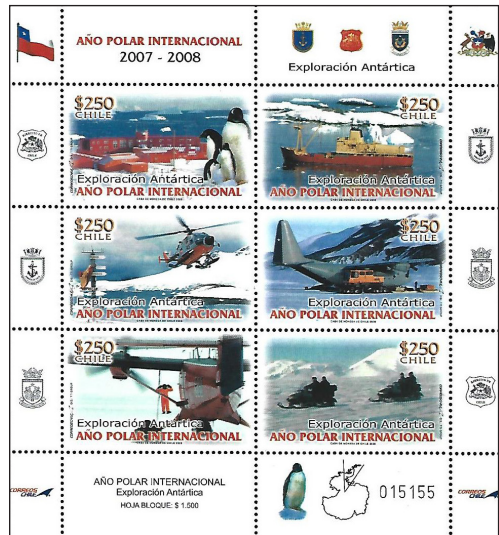 AÑO POLAR INTERNACIONAL
2007 - 2008
Exploración Antártica
$250
CHILE
Exploración Antártica
AÑO POLAR INTERNACIONAL
$250
CHILE
Exploración Antártica
AÑO POLAR INTERNACIONAL
$250
CHILE
Exploración Antártica
AÑO POLAR INTERNACIONAL
$250
CHILE
Exploración Antártica
AÑO POLAR INTERNACIONAL
$250
CHILE
Exploración Antártica
AÑO POLAR INTERNACIONAL
$250
CHILE
Exploración Antártica
AÑO POLAR INTERNACIONAL
CORREOS
CHILE
AÑO POLAR INTERNACIONAL
Exploración Antártica
HOJA BLOQUE: $ 1.500
015155
CORREOS
CHILE